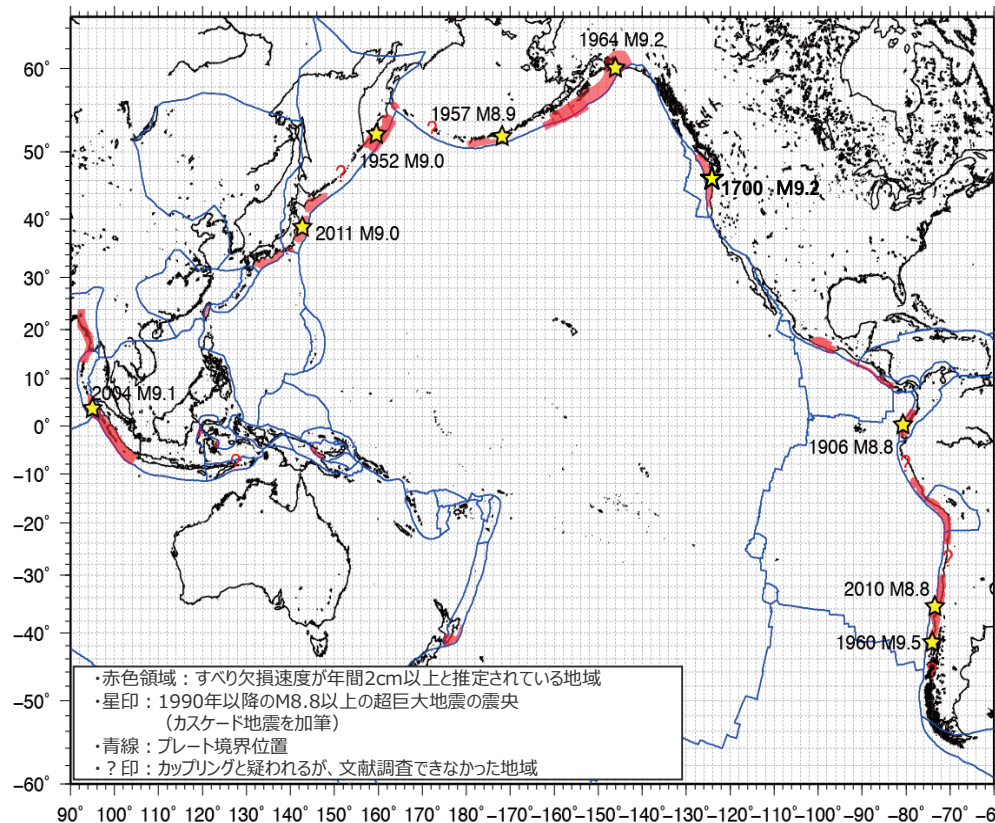 1964 M9.2
60°
1957 M8.9
?
50°
1952 M9.0
?
1700 M9.2
40°
2011 M9.0
30°
20°
10°
2004 M9.1
0°
1906 M8.8
?
?
−10°
−20°
?
−30°
2010 M8.8
−40°
1960 M9.5
?
・赤色領域：すべり欠損速度が年間2cm以上と推定されている地域
・星印：1990年以降のM8.8以上の超巨大地震の震央
（カスケード地震を加筆）
・青線：プレート境界位置
・？印：カップリングと疑われるが、文献調査できなかった地域
−50°
−60°
90 100 110 120 130 140 150 160 170 180 −170 −160 −150 −140 −130 −120 −110 −100 −90 −80 −70 −6